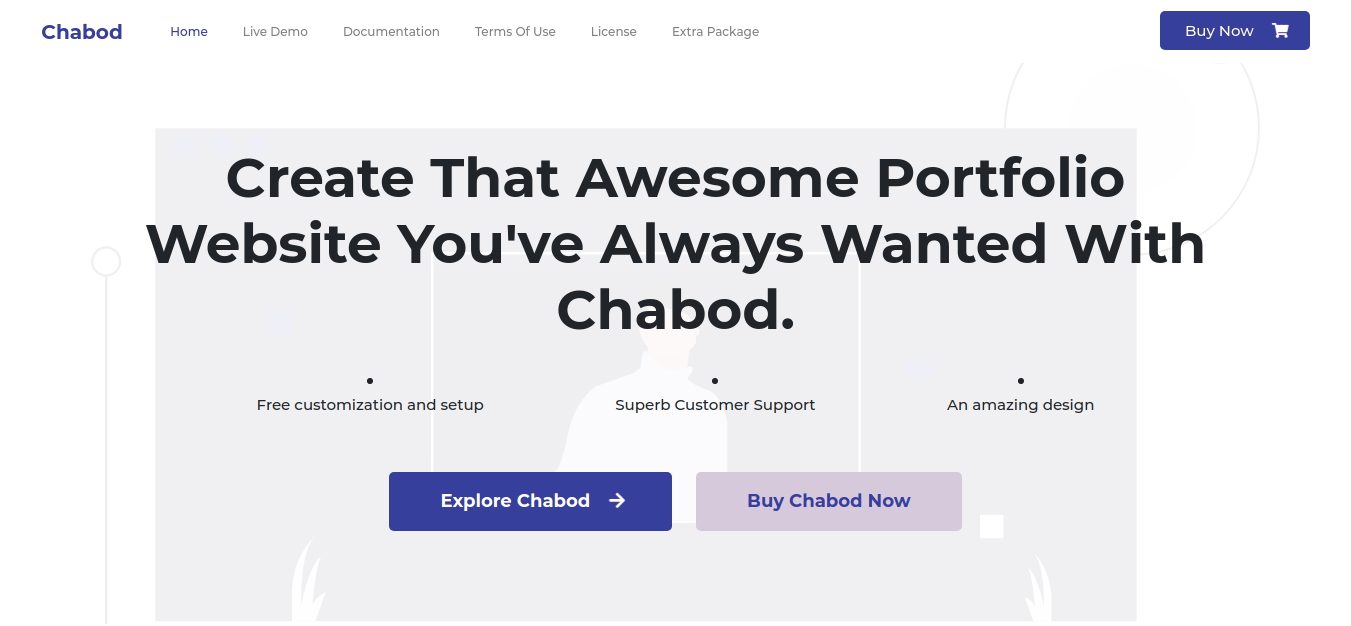 Chabod
Home
Live Demo
Documentation
Terms Of Use
License
Extra Package
Buy Now
Create That Awesome Portfolio
Website You've Always Wanted With
Chabod.
Free customization and setup
Superb Customer Support
An amazing design
Explore Chabod
Buy Chabod Now